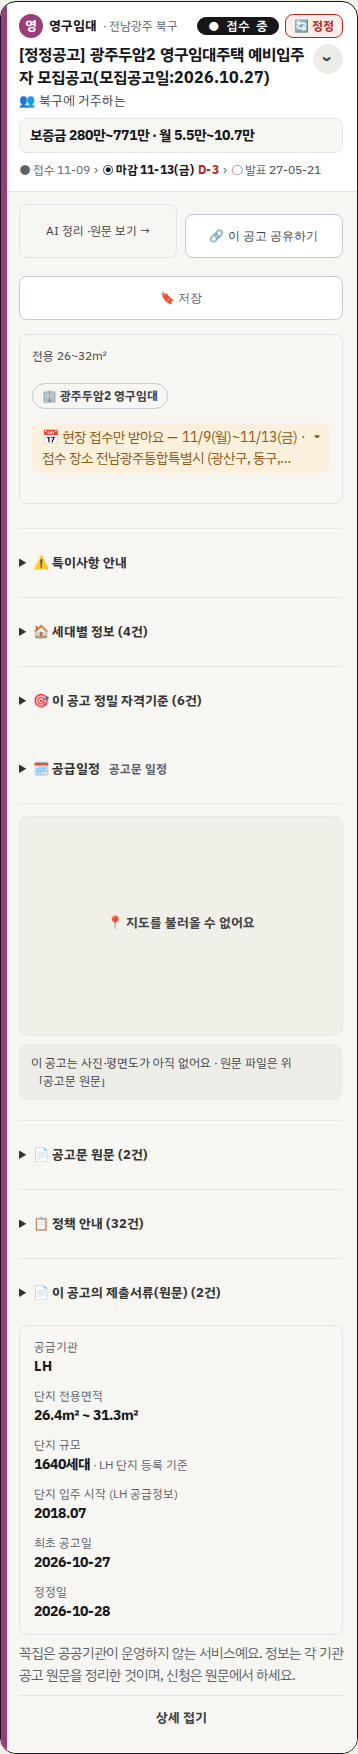 영 영구임대 · 전남광주 북구 ● 접수 중 🔄 정정
[정정공고] 광주두암2 영구임대주택 예비입주
자 모집공고(모집공고일:2026.10.27)
👥 북구에 거주하는
보증금 280만~771만 · 월 5.5만~10.7만
● 접수 11-09 › ◉ 마감 11-13(금) D-3 › ○ 발표 27-05-21
AI 정리 ·원문 보기 →
🔗 이 공고 공유하기
🔖 저장
전용 26~32m²
🏢 광주두암2 영구임대
📅 현장 접수만 받아요 — 11/9(월)~11/13(금) ·
접수 장소 전남광주통합특별시 (광산구, 동구,...
▶ ⚠️ 특이사항 안내
▶ 🏠 세대별 정보 (4건)
▶ 🎯 이 공고 정밀 자격기준 (6건)
▶ 🗓️ 공급일정 공고문 일정
📍 지도를 불러올 수 없어요
이 공고는 사진·평면도가 아직 없어요 · 원문 파일은 위
「공고문 원문」
▶ 📄 공고문 원문 (2건)
▶ 📋 정책 안내 (32건)
▶ 📄 이 공고의 제출서류(원문) (2건)
공급기관
LH
단지 전용면적
26.4m² ~ 31.3m²
단지 규모
1640세대 · LH 단지 등록 기준
단지 입주 시작 (LH 공급정보)
2018.07
최초 공고일
2026-10-27
정정일
2026-10-28
꼭집은 공공기관이 운영하지 않는 서비스예요. 정보는 각 기관
공고 원문을 정리한 것이며, 신청은 원문에서 하세요.
상세 접기